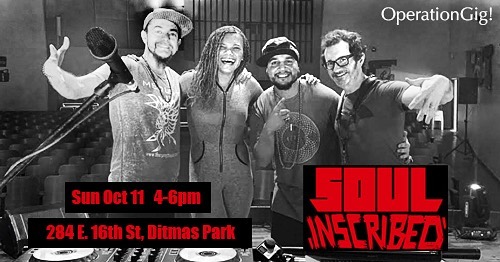 OperationGig!
Sun Oct 11 4-6pm
284 E. 16th St, Ditmas Park
SOUL
INSCRIBED